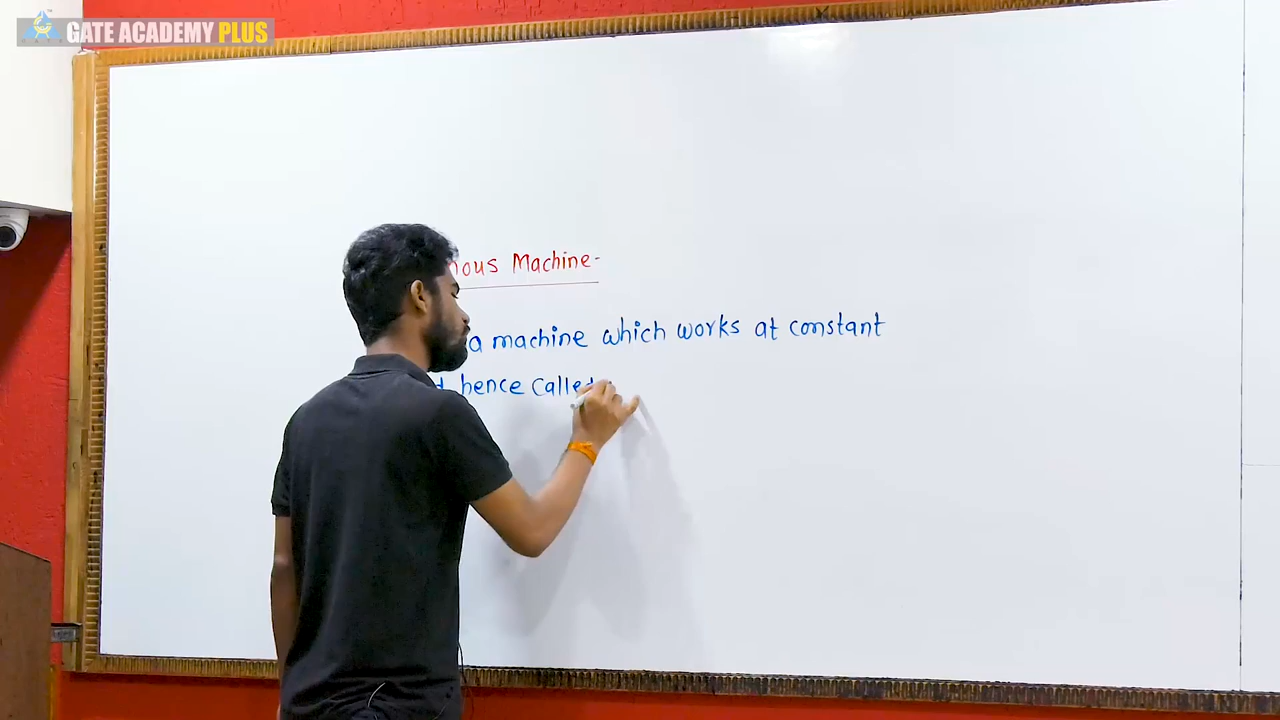 GATE ACADEMY PLUS
nous Machine-
a machine which works at constant
hence called